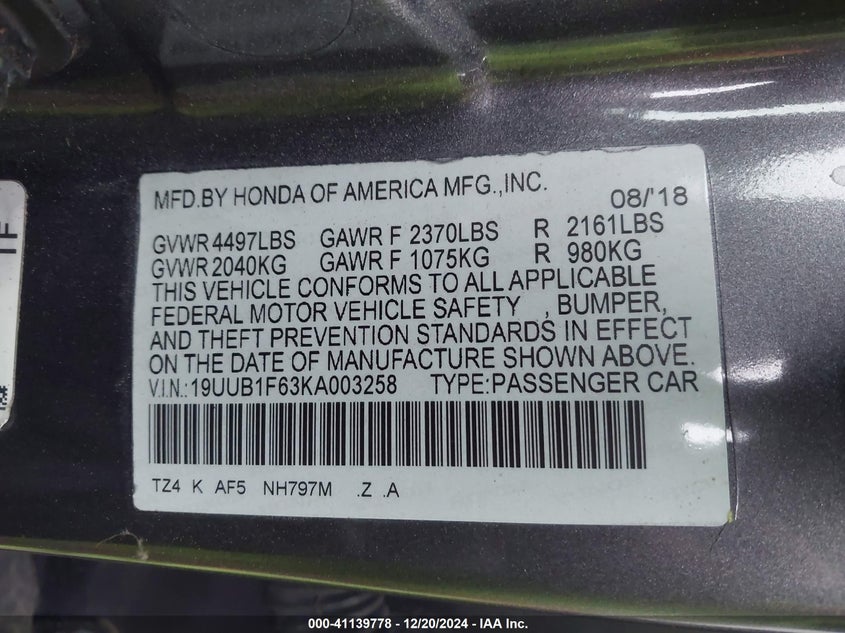 MFD.BY HONDA OF AMERICA MFG.,INC. 08/'18
GVWR 4497LBS GAWR F 2370LBS R 2161LBS
GVWR 2040KG GAWR F 1075KG R 980KG
THIS VEHICLE CONFORMS TO ALL APPLICABLE
FEDERAL MOTOR VEHICLE SAFETY , BUMPER,
AND THEFT PREVENTION STANDARDS IN EFFECT
ON THE DATE OF MANUFACTURE SHOWN ABOVE.
V.I.N.:19UUB1F63KA003258 TYPE:PASSENGER CAR
TZ4 K AF5 NH797M .Z .A
000-41139778 - 12/20/2024 - IAA Inc.